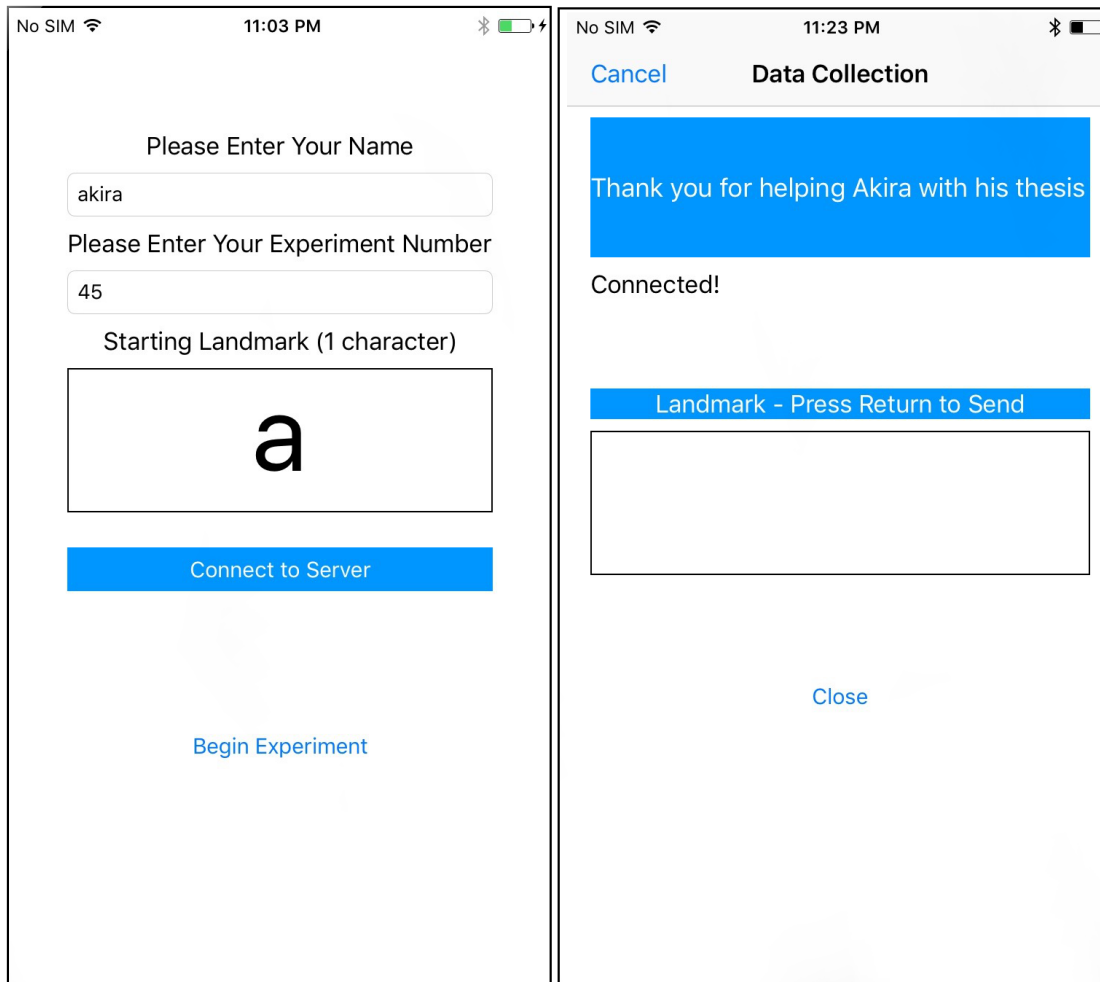 No SIM 11:03 PM
Please Enter Your Name
akira
Please Enter Your Experiment Number
45
Starting Landmark (1 character)
a
Connect to Server
Begin Experiment
No SIM 11:23 PM
Cancel Data Collection
Thank you for helping Akira with his thesis
Connected!
Landmark - Press Return to Send
Close